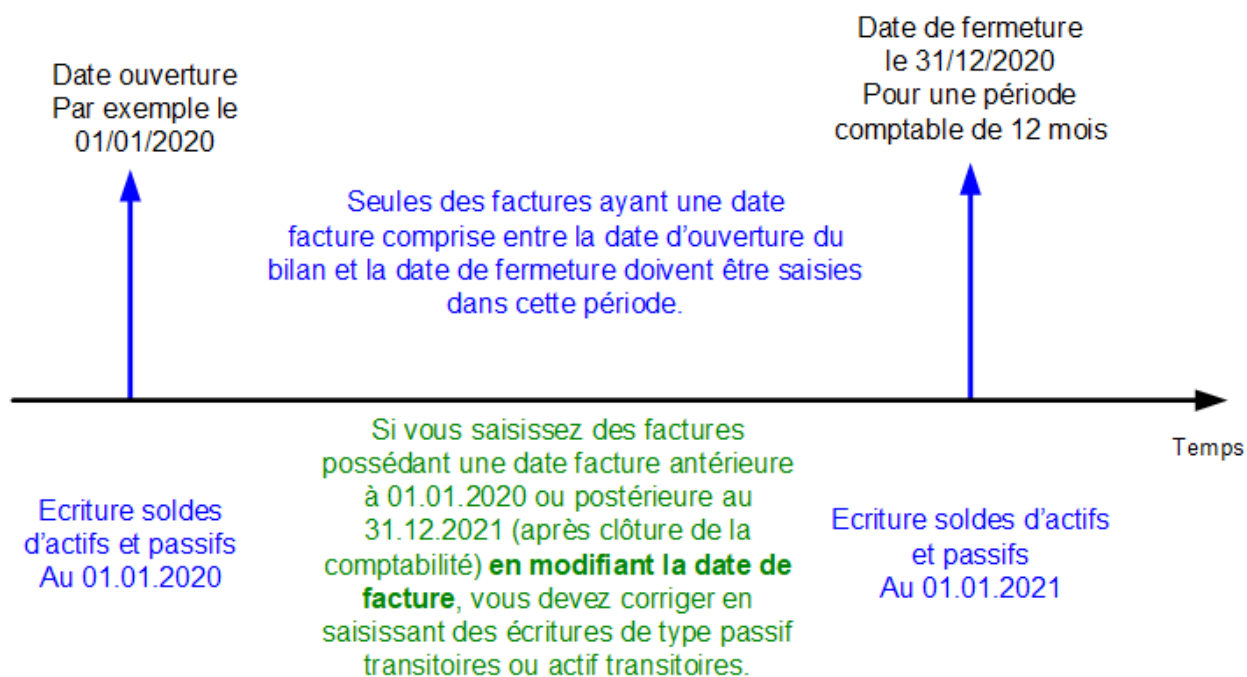 Date ouverture
Par exemple le
01/01/2020
Date de fermeture
le 31/12/2020
Pour une période
comptable de 12 mois
Seules des factures ayant une date
facture comprise entre la date d'ouverture du
bilan et la date de fermeture doivent être saisies
dans cette période.
Temps
Ecriture soldes
d'actifs et passifs
Au 01.01.2020
Si vous saisissez des factures
possédant une date facture antérieure
à 01.01.2020 ou postérieure au
31.12.2021 (après clôture de la
comptabilité) en modifiant la date de
facture, vous devez corriger en
saisissant des écritures de type passif
transitoires ou actif transitoires.
Ecriture soldes d'actifs
et passifs
Au 01.01.2021